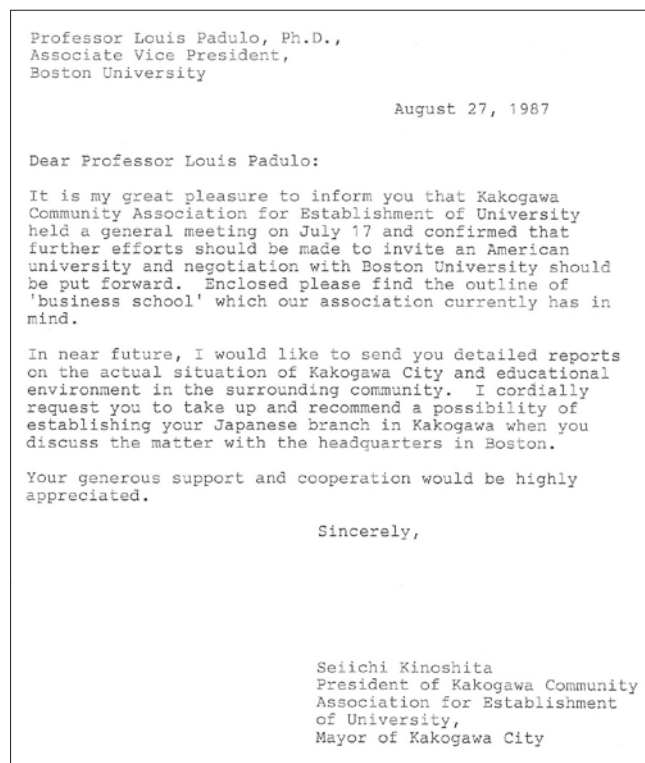 Professor Louis Padulo, Ph.D.,
Associate Vice President,
Boston University
August 27, 1987
Dear Professor Louis Padulo:
It is my great pleasure to inform you that Kakogawa
Community Association for Establishment of University
held a general meeting on July 17 and confirmed that
further efforts should be made to invite an American
university and negotiation with Boston University should
be put forward.  Enclosed please find the outline of
'business school' which our association currently has in
mind.
In near future, I would like to send you detailed reports
on the actual situation of Kakogawa City and educational
environment in the surrounding community.  I cordially
request you to take up and recommend a possibility of
establishing your Japanese branch in Kakogawa when you
discuss the matter with the headquarters in Boston.
Your generous support and cooperation would be highly
appreciated.
Sincerely,
Seiichi Kinoshita
President of Kakogawa Community
Association for Establishment
of University,
Mayor of Kakogawa City